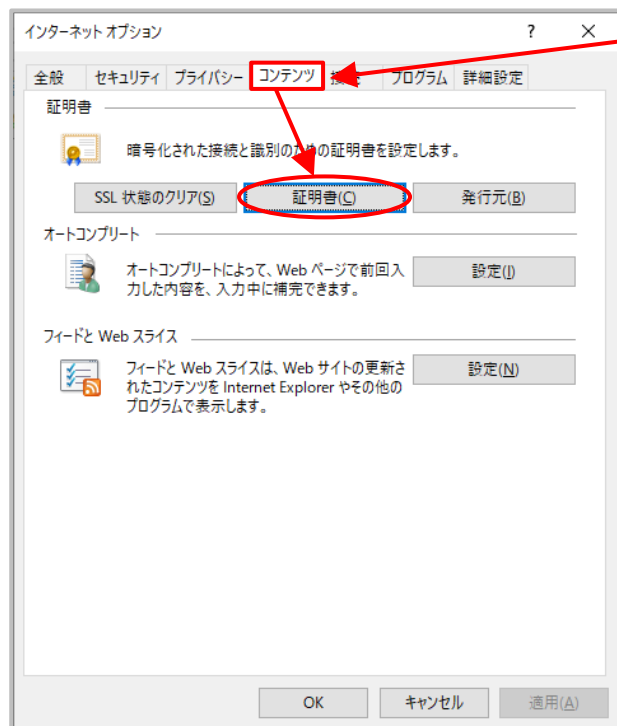 インターネット オプション ?
全般 セキュリティ プライバシー コンテンツ プログラム 詳細設定
証明書
暗号化された接続と識別のための証明書を設定します。
SSL 状態のクリア(S) 証明書(C) 発行元(B)
オートコンプリート
オートコンプリートによって、Web ページで前回入 設定(I)
力した内容を、入力中に補完できます。
フィードと Web スライス
フィードと Web スライスは、Web サイトの更新さ 設定(N)
れたコンテンツを Internet Explorer やその他の
プログラムで表示します。
OK キャンセル 適用(A)